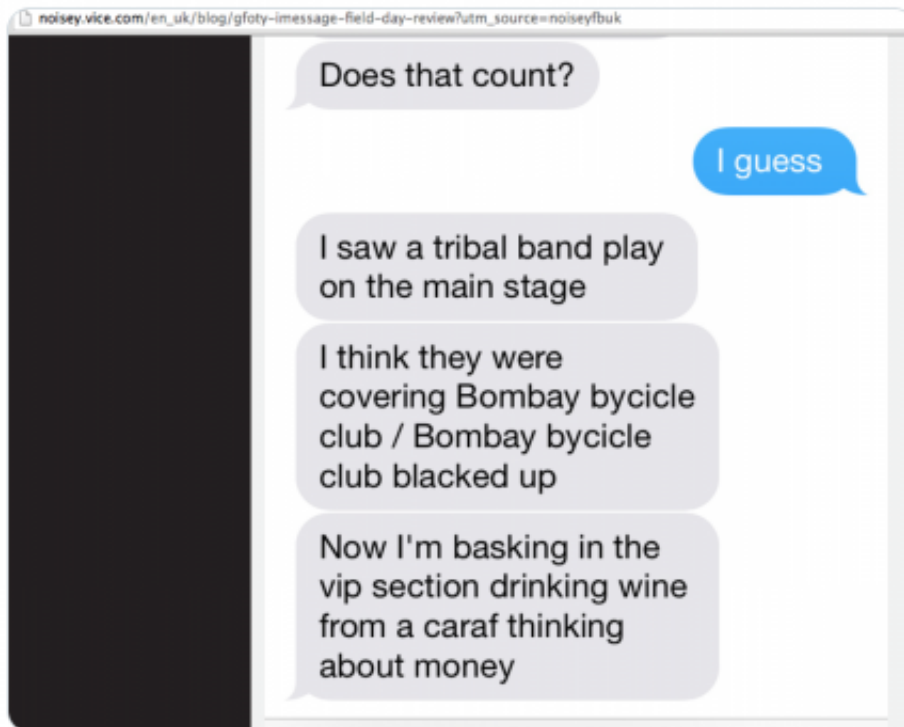 noisey.vice.com/en_uk/blog/gfoty-imessage-field-day-review?utm_source=noiseyfbuk
Does that count?
I guess
I saw a tribal band play
on the main stage
I think they were
covering Bombay bycicle
club / Bombay bycicle
club blacked up
Now I'm basking in the
vip section drinking wine
from a caraf thinking
about money